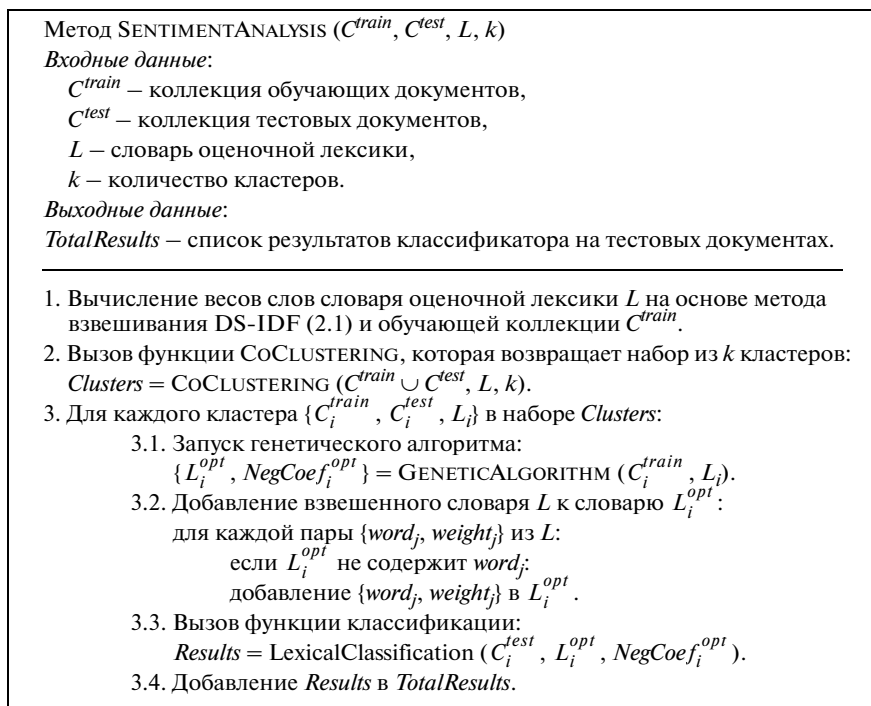 Метод SENTIMENTANALYSIS (C^train, C^test, L, k)
Входные данные:
C^train – коллекция обучающих документов,
C^test – коллекция тестовых документов,
L – словарь оценочной лексики,
k – количество кластеров.
Выходные данные:
TotalResults – список результатов классификатора на тестовых документах.
1. Вычисление весов слов словаря оценочной лексики L на основе метода
взвешивания DS-IDF (2.1) и обучающей коллекции C^train.
2. Вызов функции COCLUSTERING, которая возвращает набор из k кластеров:
Clusters = COCLUSTERING (C^train ∪ C^test, L, k).
3. Для каждого кластера {C_i^train, C_i^test, L_i} в наборе Clusters:
3.1. Запуск генетического алгоритма:
{L_i^opt, NegCoef_i^opt} = GENETICALGORITHM (C_i^train, L_i).
3.2. Добавление взвешенного словаря L к словарю L_i^opt:
для каждой пары {word_j, weight_j} из L:
если L_i^opt не содержит word_j:
добавление {word_j, weight_j} в L_i^opt.
3.3. Вызов функции классификации:
Results = LexicalClassification (C_i^test, L_i^opt, NegCoef_i^opt).
3.4. Добавление Results в TotalResults.